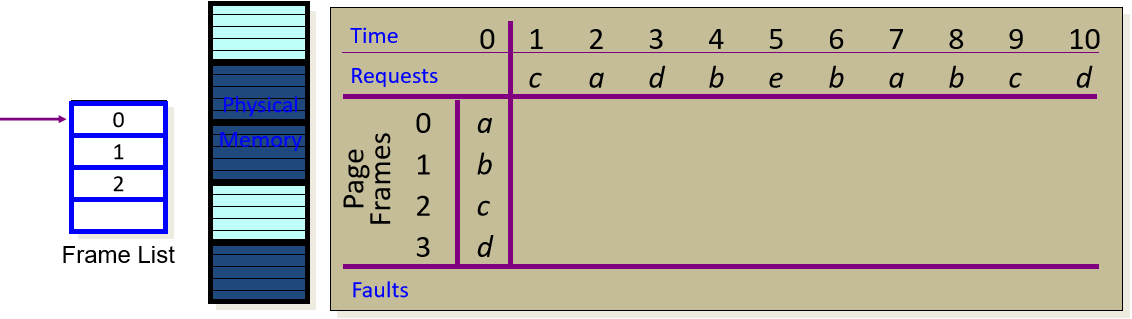 0
1
2
Frame List
Physical
Memory
Time 0 1 2 3 4 5 6 7 8 9 10
Requests c a d b e b a b c d
Page
Frames
0 a
1 b
2 c
3 d
Faults